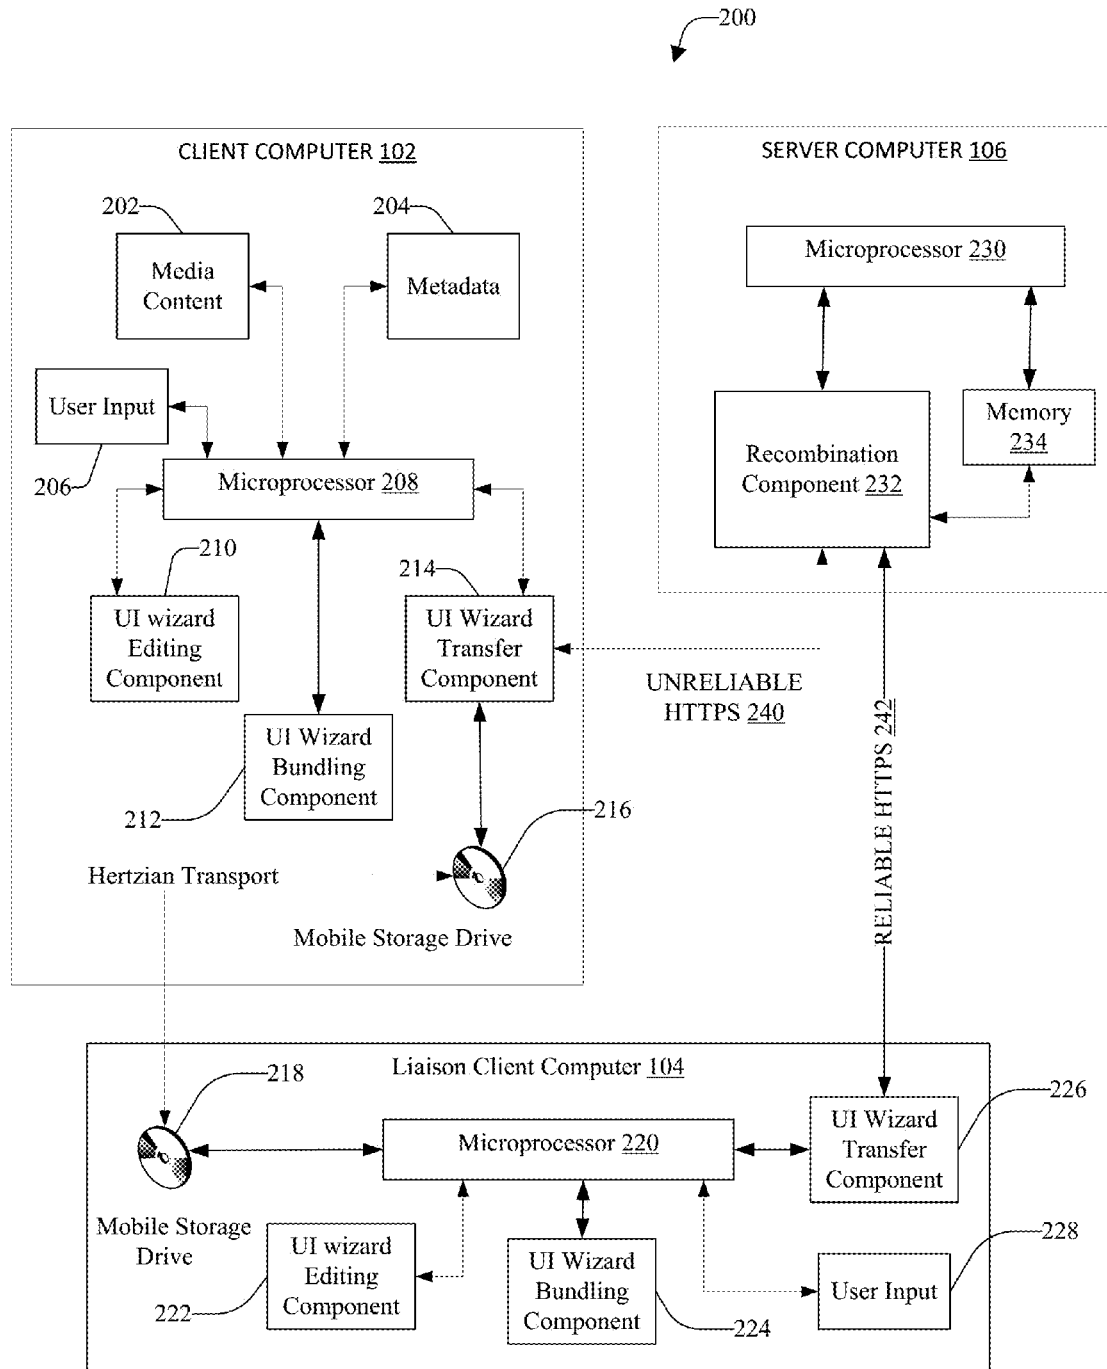 200
CLIENT COMPUTER 102
202
204
Media
Content
Metadata
User Input
206
Microprocessor 208
210
214
UI wizard
Editing
Component
UI Wizard
Transfer
Component
UI Wizard
Bundling
Component
212
216
Hertzian Transport
Mobile Storage Drive
SERVER COMPUTER 106
Microprocessor 230
Recombination
Component 232
Memory
234
UNRELIABLE
HTTPS 240
RELIABLE HTTPS 242
Liaison Client Computer 104
218
Mobile Storage
Drive
Microprocessor 220
UI Wizard
Transfer
Component
226
UI wizard
Editing
Component
222
UI Wizard
Bundling
Component
224
User Input
228